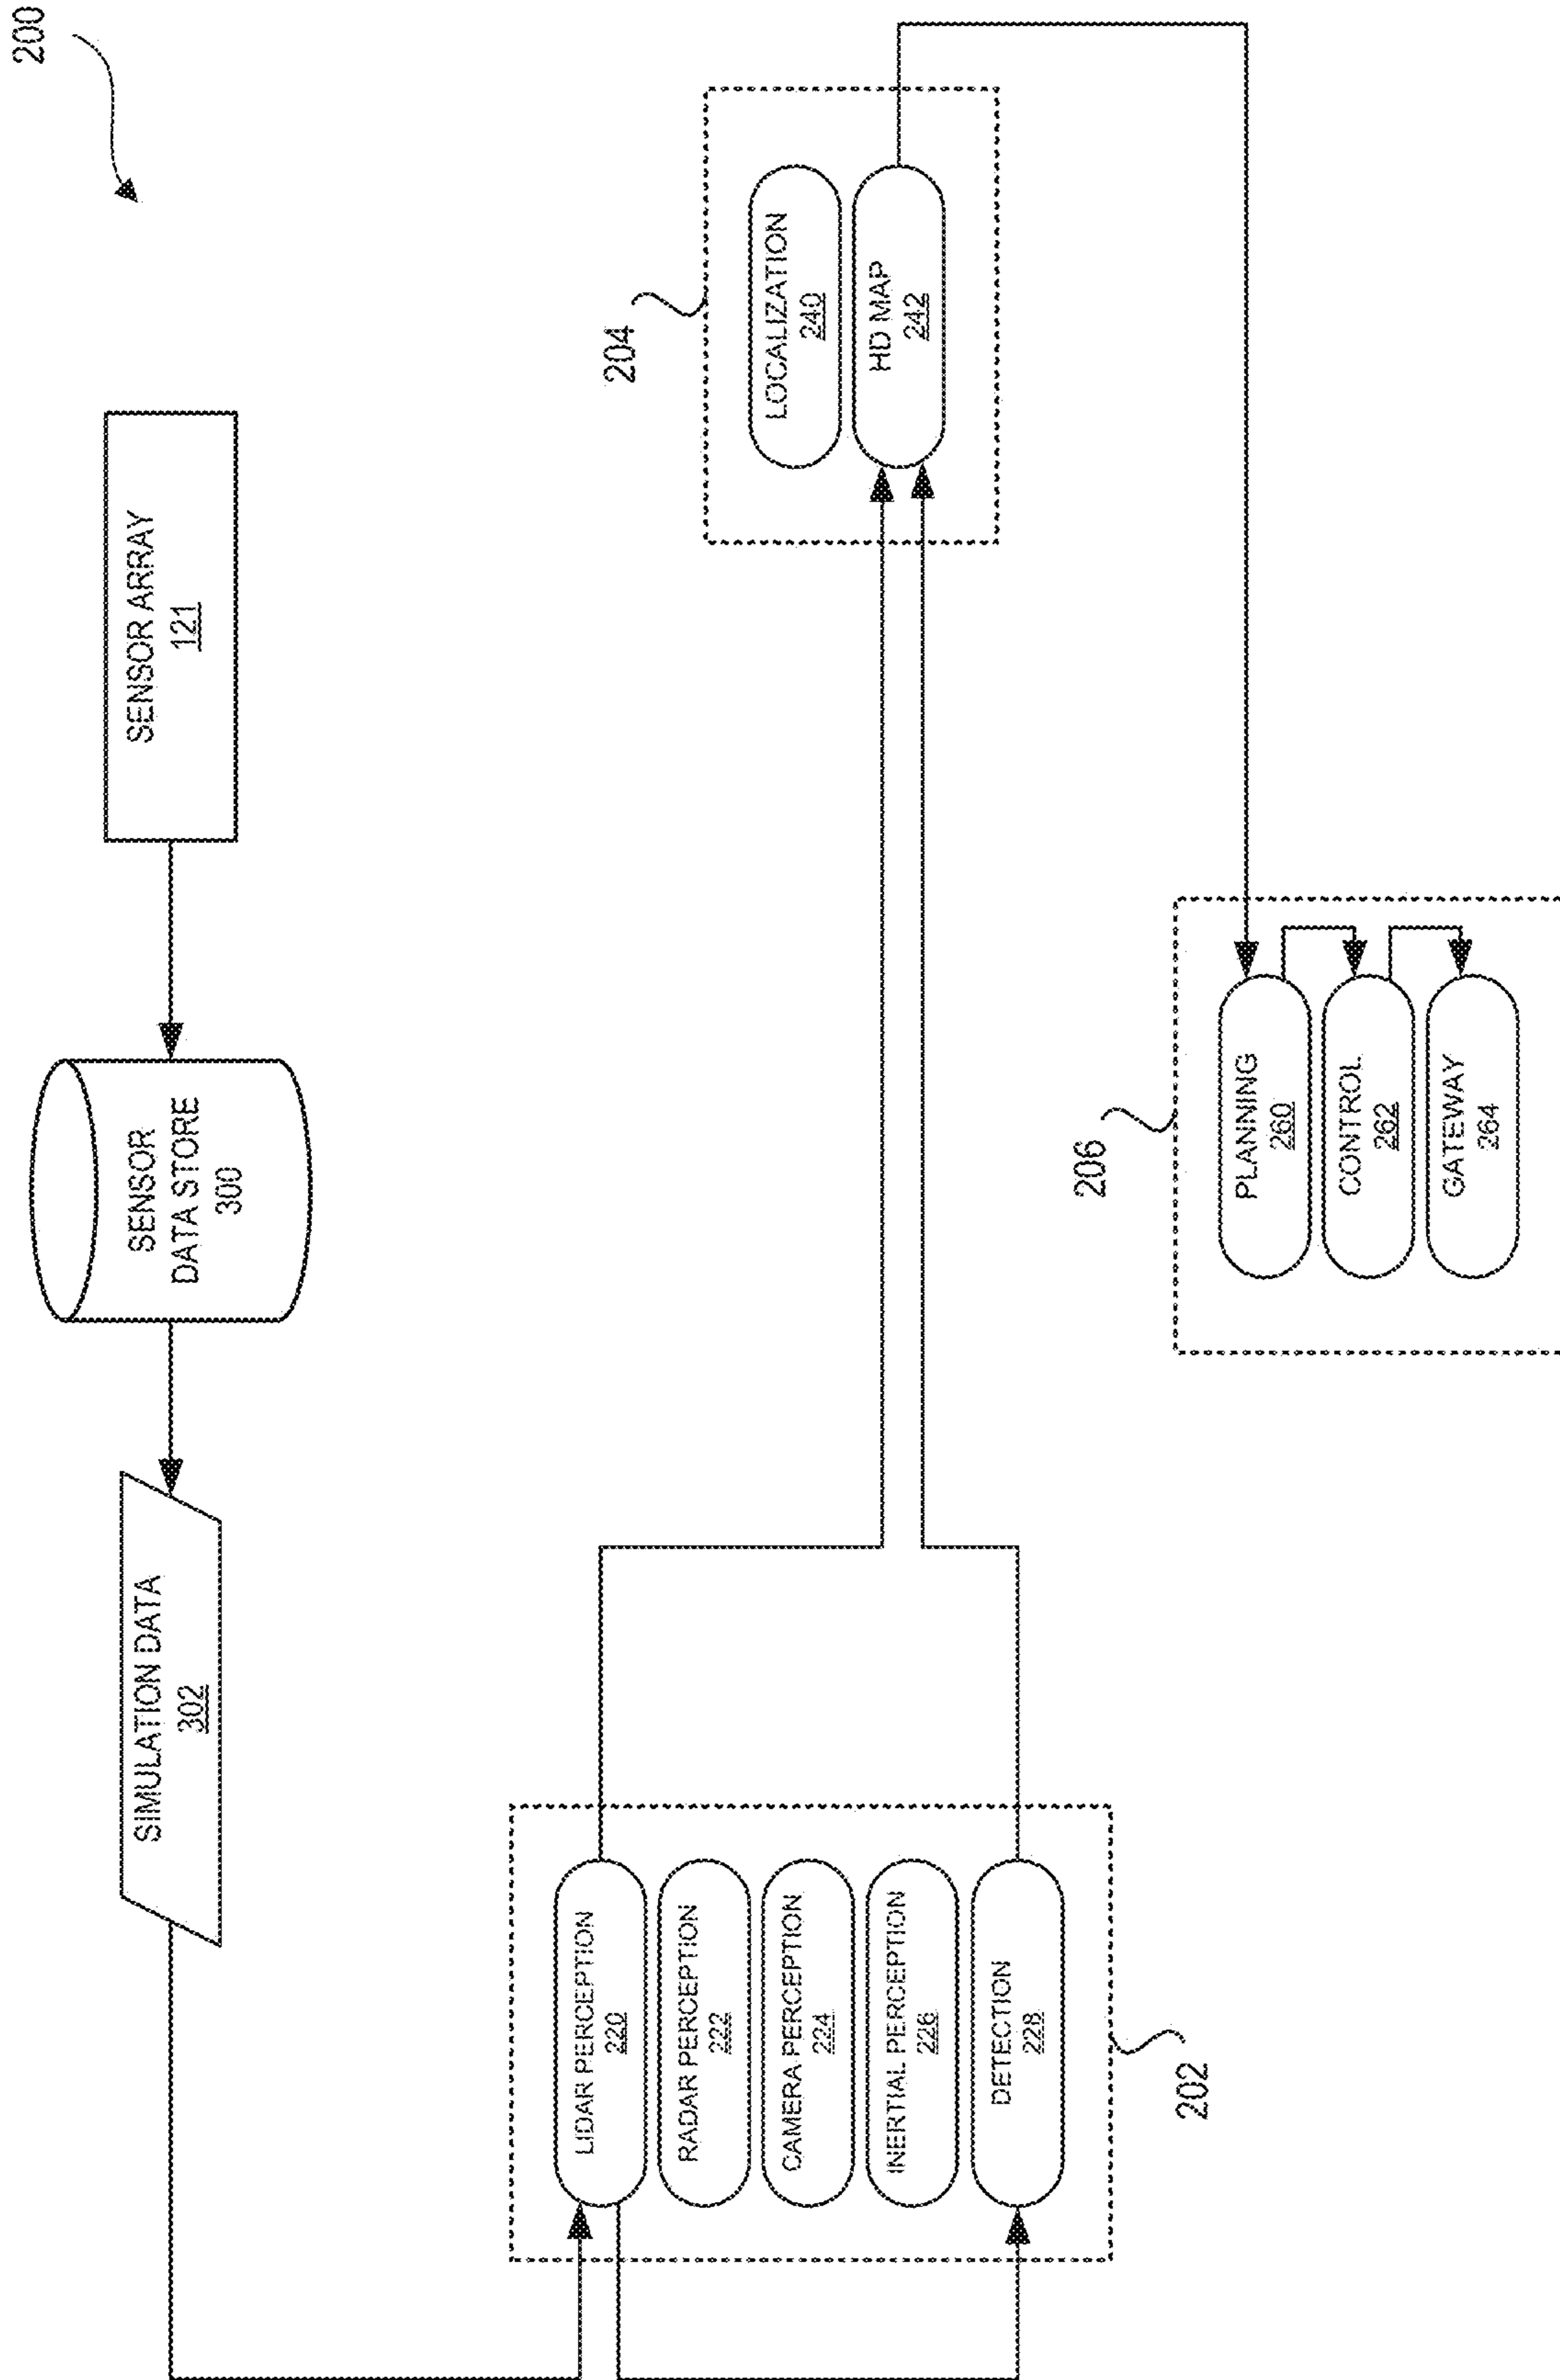 200
SIMULATION DATA
302
SENSOR
DATA STORE
300
SENSOR ARRAY
121
LIDAR PERCEPTION
220
RADAR PERCEPTION
222
CAMERA PERCEPTION
224
INERTIAL PERCEPTION
226
DETECTION
228
202
204
LOCALIZATION
240
HD MAP
242
206
PLANNING
260
CONTROL
262
GATEWAY
264